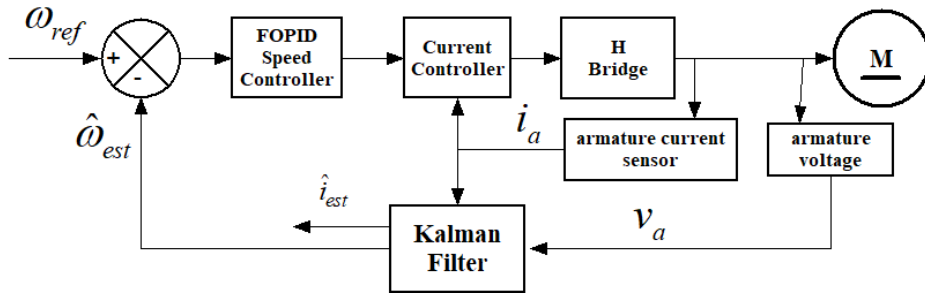 ω_ref
+
-
FOPID
Speed
Controller
Current
Controller
H
Bridge
M
ω̂_est
i_a
armature current
sensor
armature
voltage
î_est
Kalman
Filter
v_a